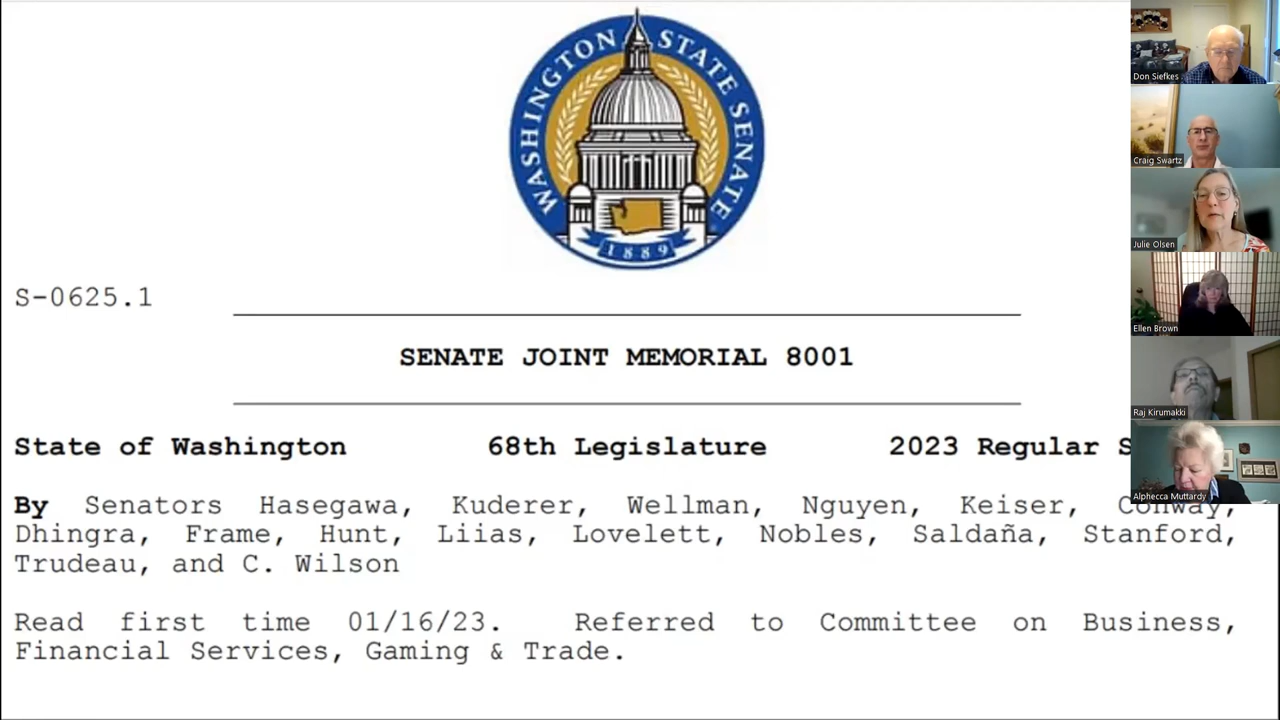 WASHINGTON STATE SENATE
1889
S-0625.1
SENATE JOINT MEMORIAL 8001
State of Washington 68th Legislature 2023 Regular S
By Senators Hasegawa, Kuderer, Wellman, Nguyen, Keiser, Conway,
Dhingra, Frame, Hunt, Liias, Lovelett, Nobles, Saldaña, Stanford,
Trudeau, and C. Wilson
Read first time 01/16/23. Referred to Committee on Business,
Financial Services, Gaming & Trade.
Don Siefkes
Craig Swartz
Julie Olsen
Ellen Brown
Raj Kirumakki
Alphecca Muttardy